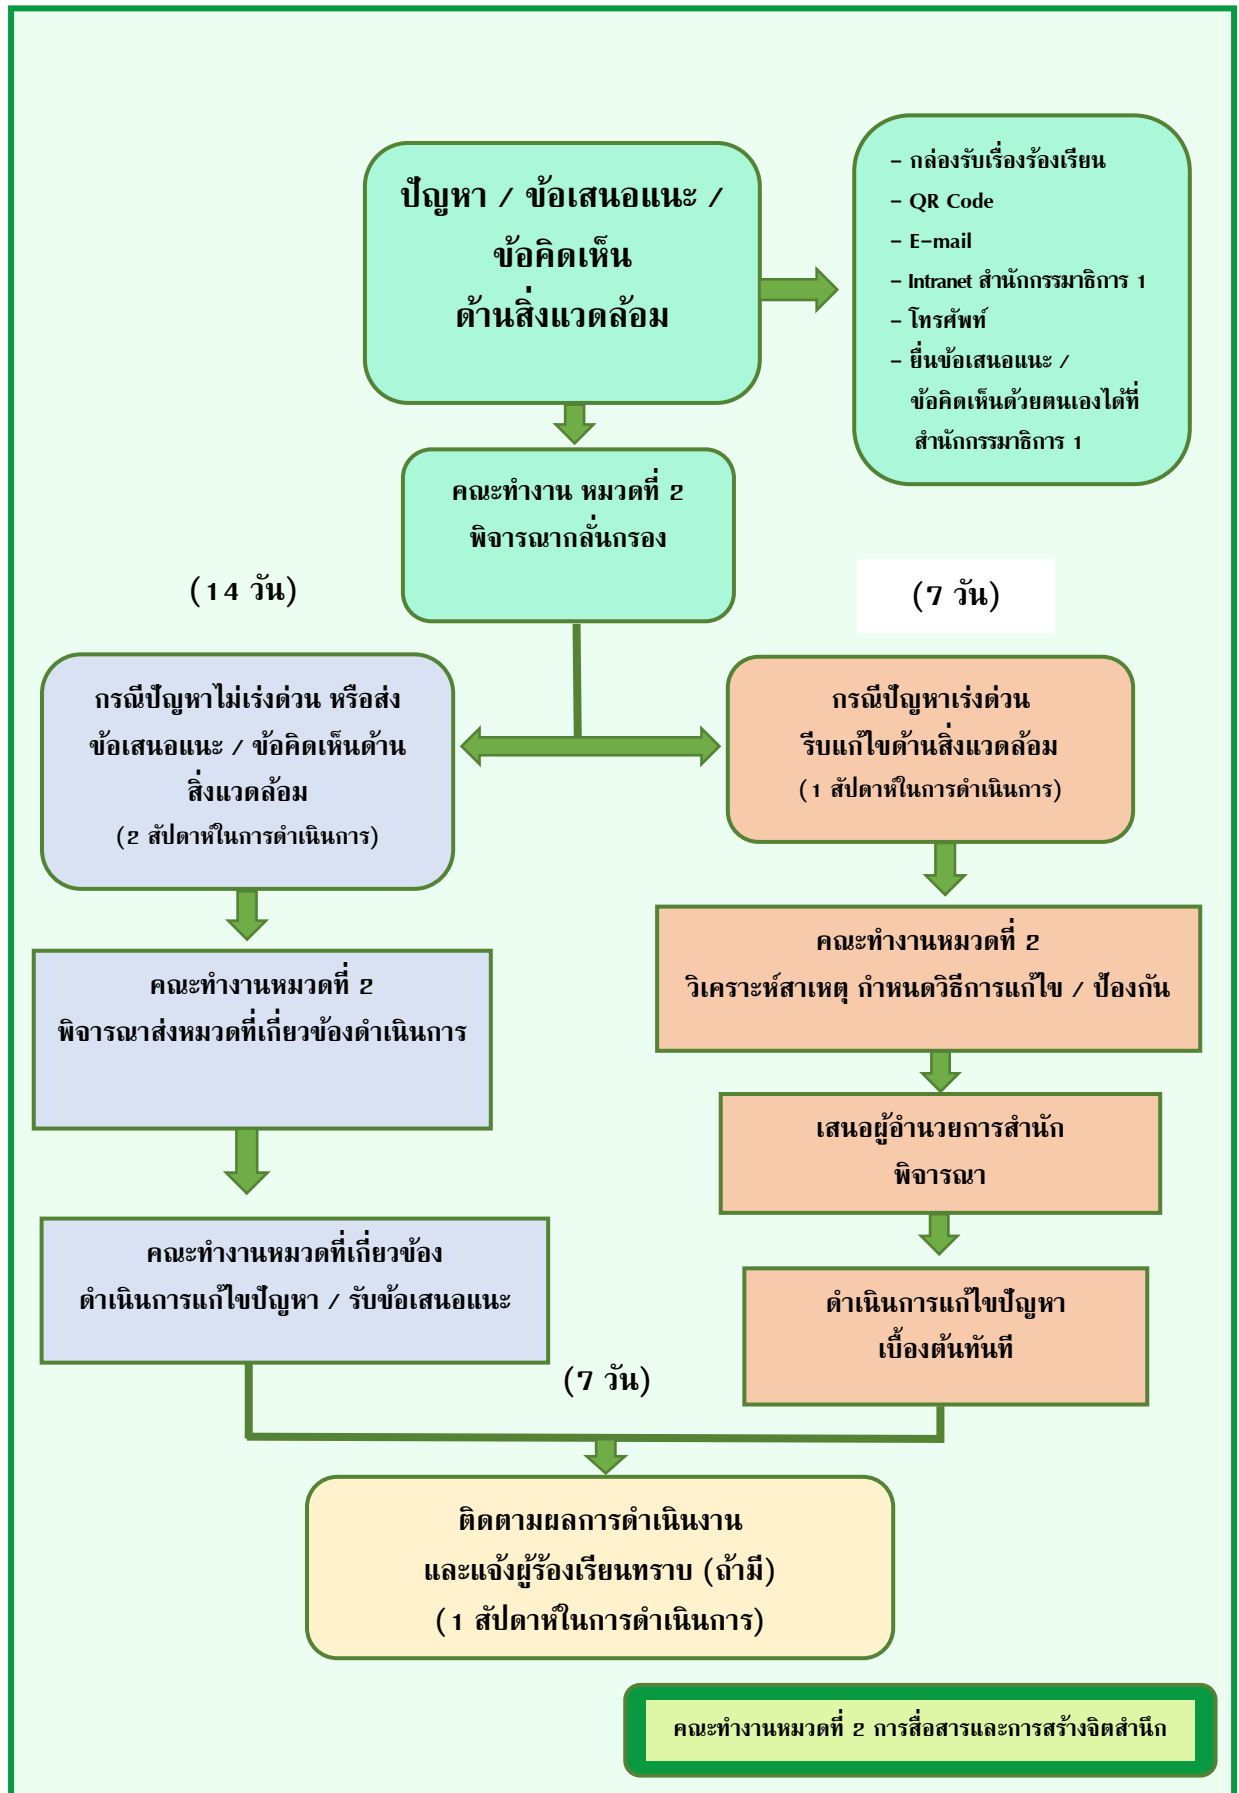 ปัญหา / ข้อเสนอแนะ /
ข้อคิดเห็น
ด้านสิ่งแวดล้อม
- กล่องรับเรื่องร้องเรียน
- QR Code
- E-mail
- Intranet สำนักกรรมาธิการ 1
- โทรศัพท์
- ยื่นข้อเสนอแนะ /
ข้อคิดเห็นด้วยตนเองได้ที่
สำนักกรรมาธิการ 1
คณะทำงาน หมวดที่ 2
พิจารณากลั่นกรอง
(14 วัน)
(7 วัน)
กรณีปัญหาไม่เร่งด่วน หรือส่ง
ข้อเสนอแนะ / ข้อคิดเห็นด้าน
สิ่งแวดล้อม
(2 สัปดาห์ในการดำเนินการ)
กรณีปัญหาเร่งด่วน
รีบแก้ไขด้านสิ่งแวดล้อม
(1 สัปดาห์ในการดำเนินการ)
คณะทำงานหมวดที่ 2
พิจารณาส่งหมวดที่เกี่ยวข้องดำเนินการ
คณะทำงานหมวดที่ 2
วิเคราะห์สาเหตุ กำหนดวิธีการแก้ไข / ป้องกัน
เสนอผู้อำนวยการสำนัก
พิจารณา
คณะทำงานหมวดที่เกี่ยวข้อง
ดำเนินการแก้ไขปัญหา / รับข้อเสนอแนะ
ดำเนินการแก้ไขปัญหา
เบื้องต้นทันที
(7 วัน)
ติดตามผลการดำเนินงาน
และแจ้งผู้ร้องเรียนทราบ (ถ้ามี)
(1 สัปดาห์ในการดำเนินการ)
คณะทำงานหมวดที่ 2 การสื่อสารและการสร้างจิตสำนึก